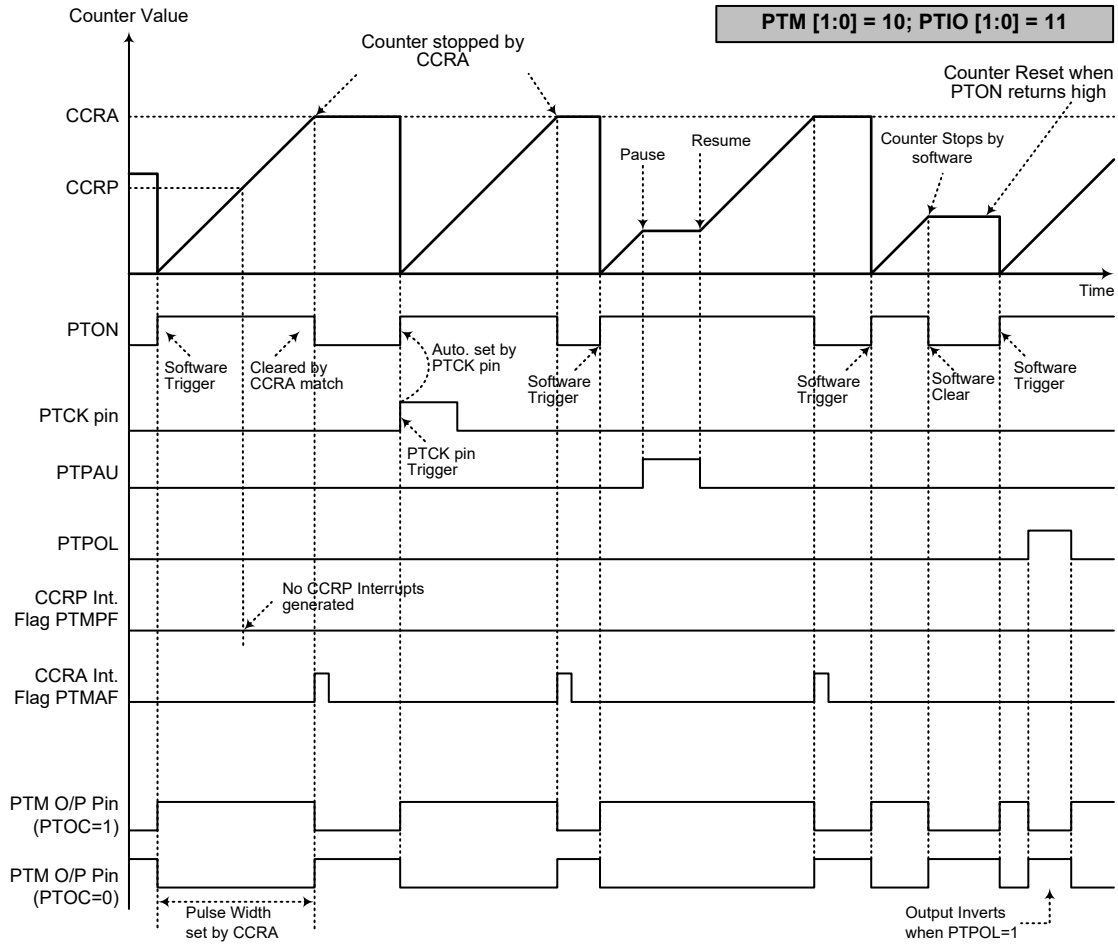 Counter Value
PTM [1:0] = 10; PTIO [1:0] = 11
Counter stopped by
CCRA
Counter Reset when
PTON returns high
CCRA
Pause
Resume
Counter Stops by
software
CCRP
Time
PTON
Software
Trigger
Cleared by
CCRA match
Auto. set by
PTCK pin
Software
Trigger
Software
Trigger
Software
Clear
Software
Trigger
PTCK pin
PTCK pin
Trigger
PTPAU
PTPOL
CCRP Int.
Flag PTMPF
No CCRP Interrupts
generated
CCRA Int.
Flag PTMAF
PTM O/P Pin
(PTOC=1)
PTM O/P Pin
(PTOC=0)
Pulse Width
set by CCRA
Output Inverts
when PTPOL=1